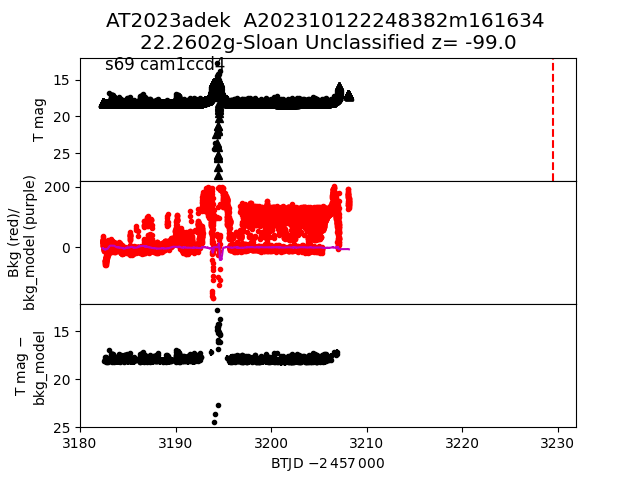 AT2023adek  A202310122248382m161634
22.2602g-Sloan Unclassified z= -99.0
s69 cam1ccd4
15
20
25
T mag
200
0
Bkg (red)/
bkg_model (purple)
15
20
25
T mag −
bkg_model
3180
3190
3200
3210
3220
3230
BTJD −2 457 000